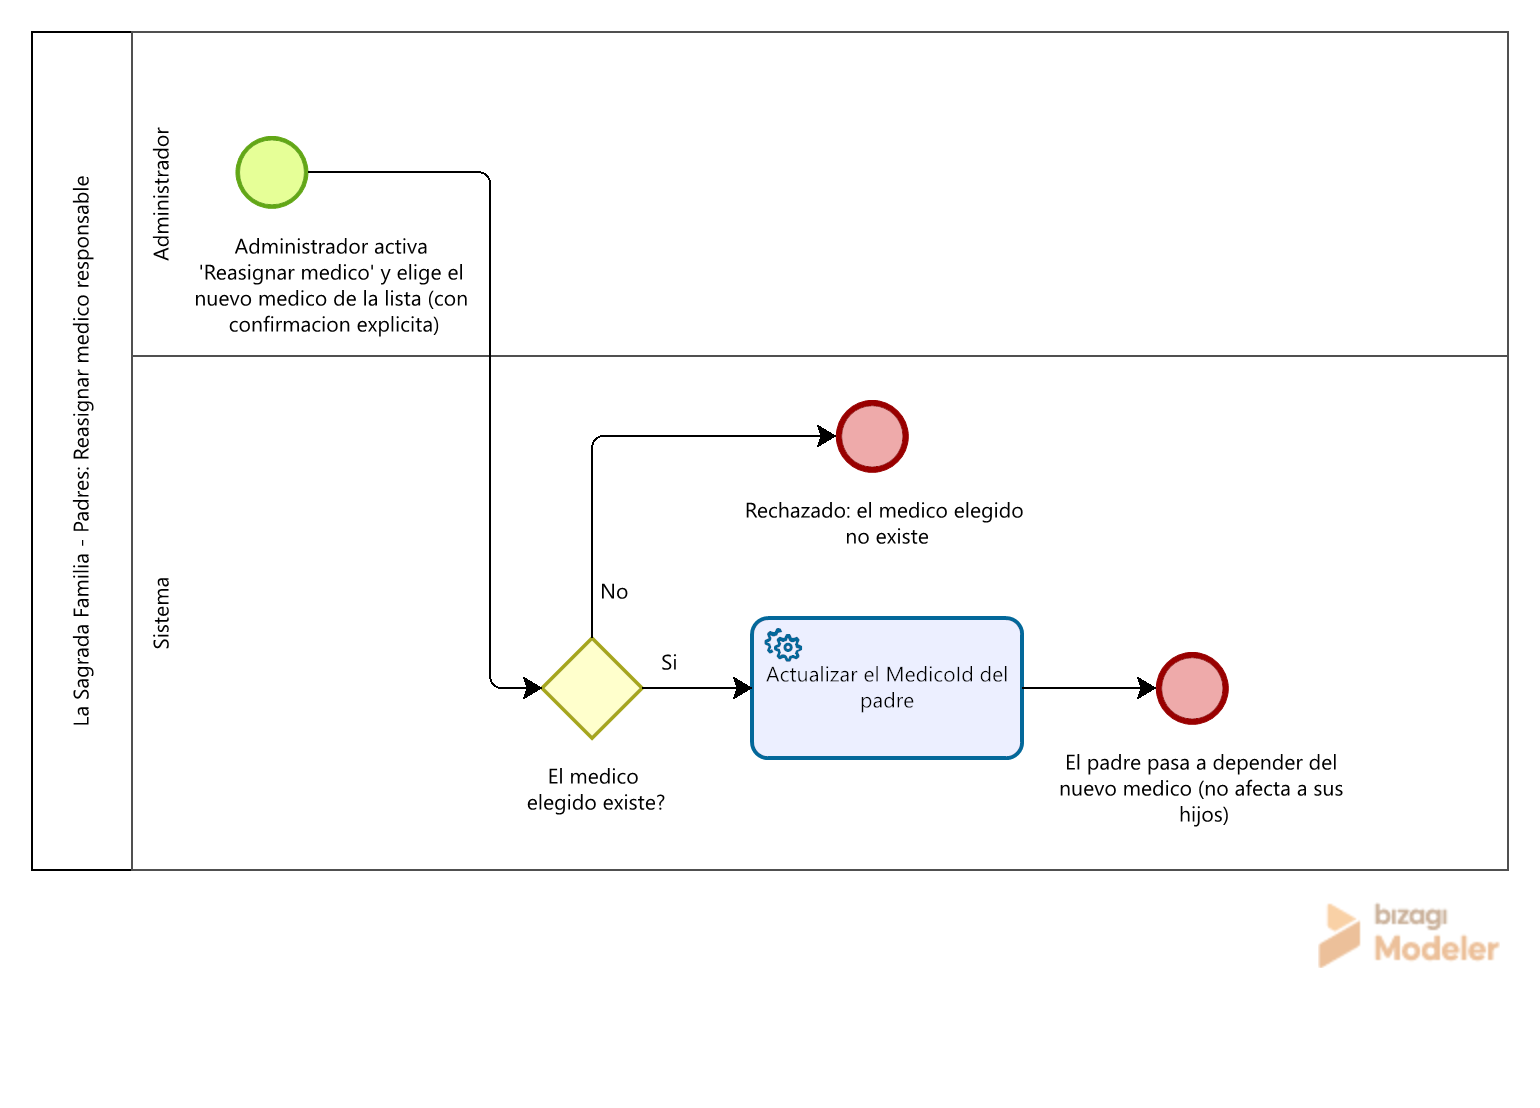 La Sagrada Familia - Padres: Reasignar medico responsable
Administrador
Administrador activa
'Reasignar medico' y elige el
nuevo medico de la lista (con
confirmacion explicita)
Sistema
Rechazado: el medico elegido
no existe
No
Si
Actualizar el MedicoId del
padre
El medico
elegido existe?
El padre pasa a depender del
nuevo medico (no afecta a sus
hijos)
bizagi
Modeler